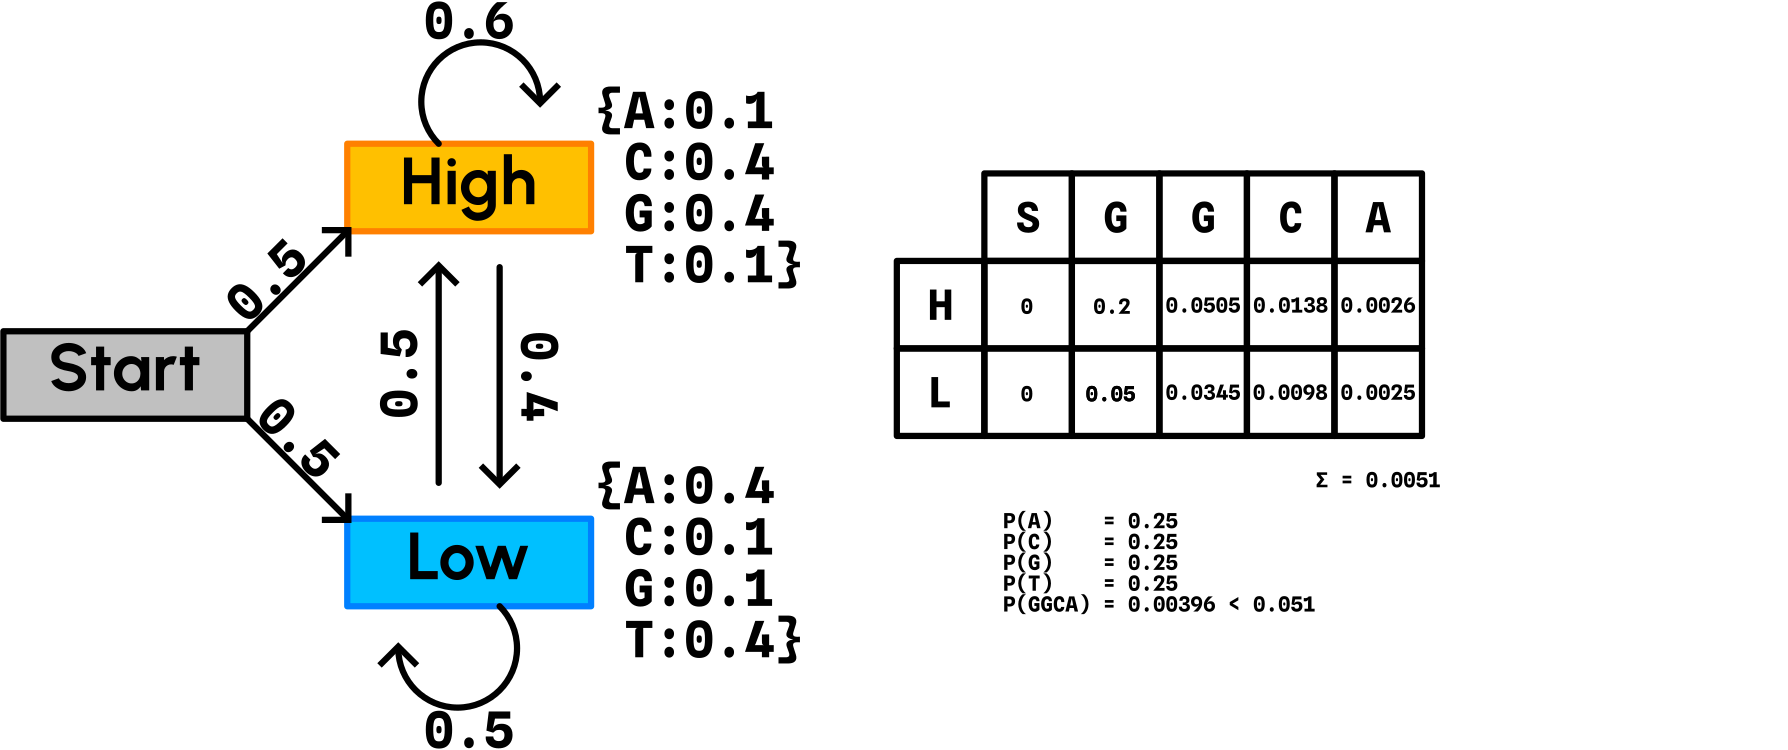 0.6
{A:0.1
C:0.4
G:0.4
T:0.1}
High
0.5
Start
0.5
0.5
0.4
{A:0.4
C:0.1
G:0.1
T:0.4}
Low
0.5
S G G C A
H 0 0.2 0.0505 0.0138 0.0026
L 0 0.05 0.0345 0.0098 0.0025
Σ = 0.0051
P(A) = 0.25
P(C) = 0.25
P(G) = 0.25
P(T) = 0.25
P(GGCA) = 0.00396 < 0.051